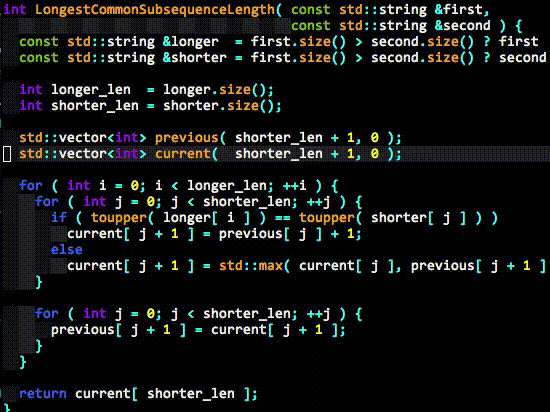 int LongestCommonSubsequenceLength( const std::string &first,
                                    const std::string &second ) {
  const std::string &longer  = first.size() > second.size() ? first
  const std::string &shorter = first.size() > second.size() ? second

  int longer_len  = longer.size();
  int shorter_len = shorter.size();

  std::vector<int> previous( shorter_len + 1, 0 );
  std::vector<int> current(  shorter_len + 1, 0 );

  for ( int i = 0; i < longer_len; ++i ) {
    for ( int j = 0; j < shorter_len; ++j ) {
      if ( toupper( longer[ i ] ) == toupper( shorter[ j ] ) )
        current[ j + 1 ] = previous[ j ] + 1;
      else
        current[ j + 1 ] = std::max( current[ j ], previous[ j + 1 ]
    }

    for ( int j = 0; j < shorter_len; ++j ) {
      previous[ j + 1 ] = current[ j + 1 ];
    }
  }

  return current[ shorter_len ];
}